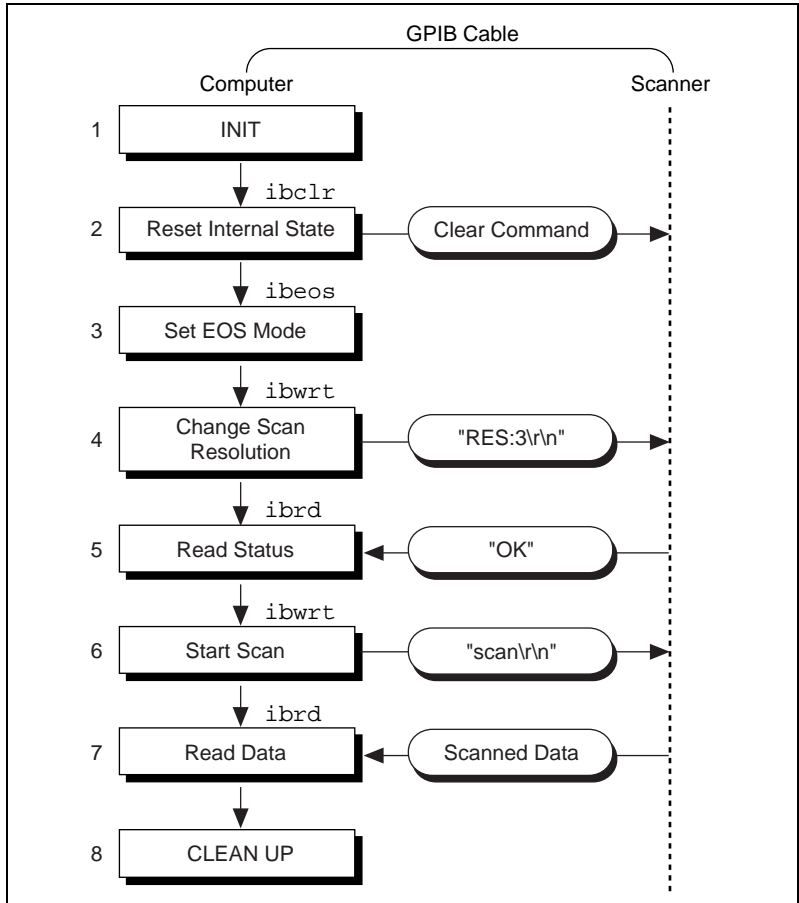 GPIB Cable
Computer
Scanner
1
INIT
ibclr
2
Reset Internal State
Clear Command
ibeos
3
Set EOS Mode
ibwrt
4
Change Scan
Resolution
"RES:3\r\n"
ibrd
5
Read Status
"OK"
ibwrt
6
Start Scan
"scan\r\n"
ibrd
7
Read Data
Scanned Data
8
CLEAN UP